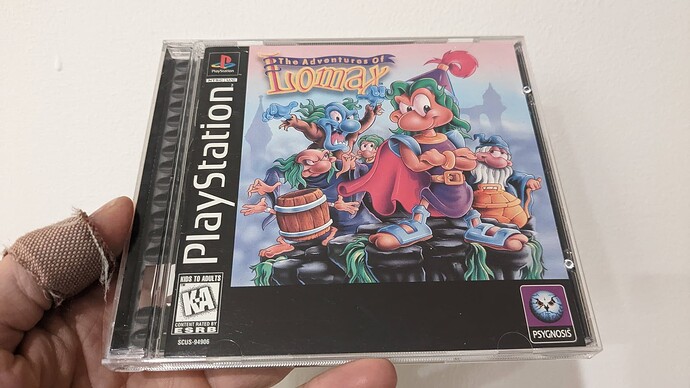 PlayStation
The Adventures Of
Lomax
PlayStation
KIDS TO ADULTS
K-A
CONTENT RATED BY
ESRB
SCUS-94906
PSYGNOSIS